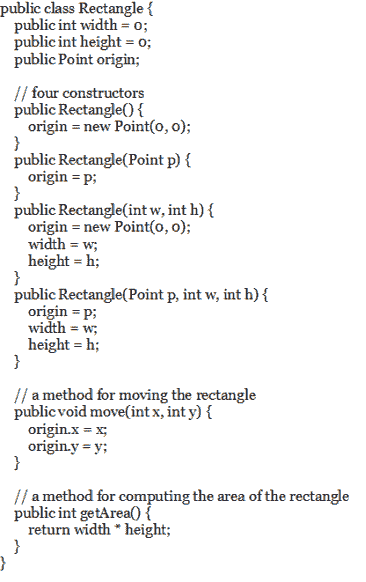 public class Rectangle {
public int width = 0;
public int height = 0;
public Point origin;
// four constructors
public Rectangle() {
origin = new Point(0, 0);
}
public Rectangle(Point p) {
origin = p;
}
public Rectangle(int w, int h) {
origin = new Point(0, 0);
width = w;
height = h;
}
public Rectangle(Point p, int w, int h) {
origin = p;
width = w;
height = h;
}
// a method for moving the rectangle
public void move(int x, int y) {
origin.x = x;
origin.y = y;
}
// a method for computing the area of the rectangle
public int getArea() {
return width * height;
}
}